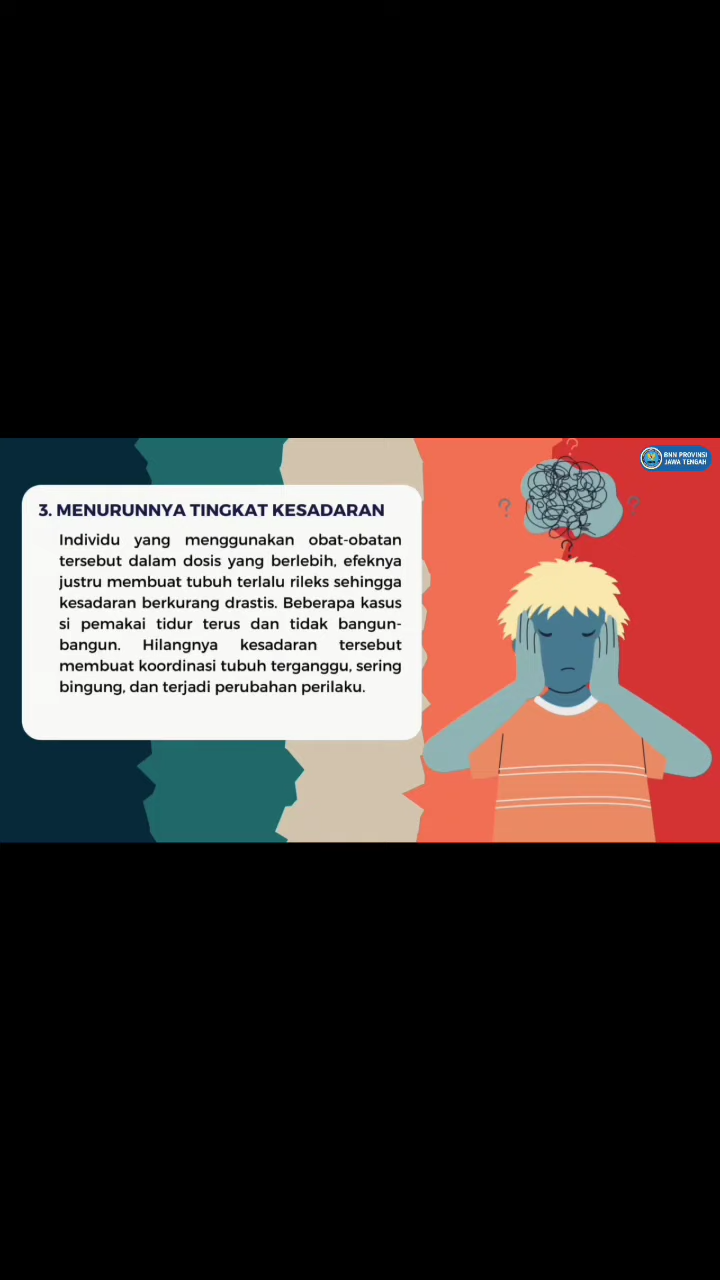 BNN PROVINSI
JAWA TENGAH
3. MENURUNNYA TINGKAT KESADARAN
Individu yang menggunakan obat-obatan
tersebut dalam dosis yang berlebih, efeknya
justru membuat tubuh terlalu rileks sehingga
kesadaran berkurang drastis. Beberapa kasus
si pemakai tidur terus dan tidak bangun-
bangun. Hilangnya kesadaran tersebut
membuat koordinasi tubuh terganggu, sering
bingung, dan terjadi perubahan perilaku.
? ? ? ?